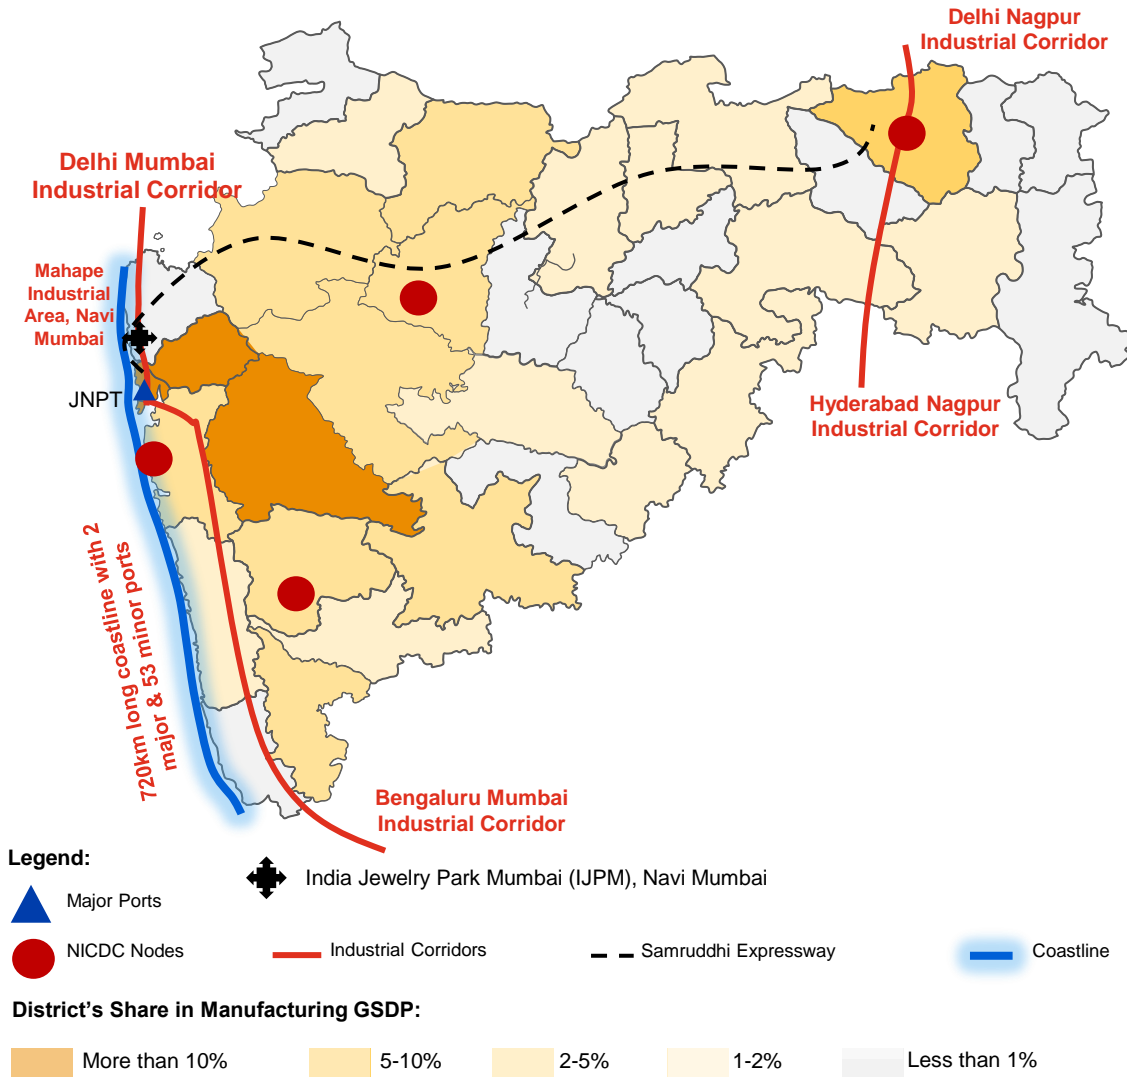 Delhi Nagpur
Industrial Corridor
Delhi Mumbai
Industrial Corridor
Mahape
Industrial
Area, Navi
Mumbai
JNPT
Hyderabad Nagpur
Industrial Corridor
720km long coastline with 2
major & 53 minor ports
Bengaluru Mumbai
Industrial Corridor
Legend:
India Jewelry Park Mumbai (IJPM), Navi Mumbai
Major Ports
NICDC Nodes
Industrial Corridors
Samruddhi Expressway
Coastline
District’s Share in Manufacturing GSDP:
More than 10%
5-10%
2-5%
1-2%
Less than 1%